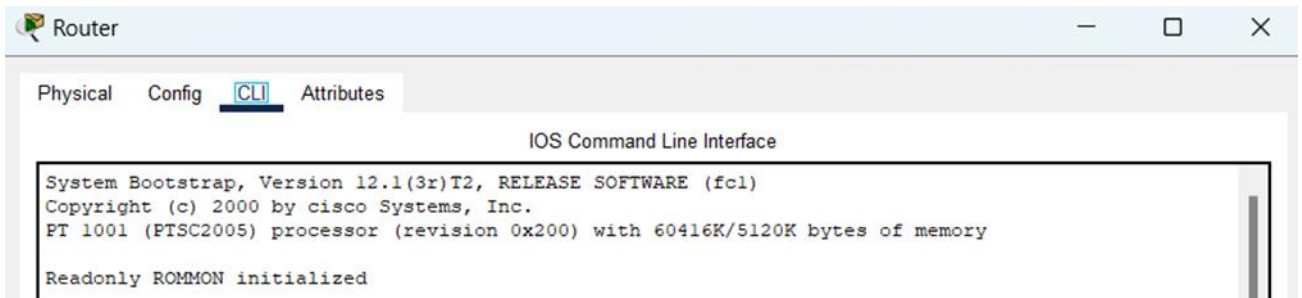 Router
Physical Config CLI Attributes
IOS Command Line Interface
System Bootstrap, Version 12.1(3r)T2, RELEASE SOFTWARE (fc1)
Copyright (c) 2000 by cisco Systems, Inc.
PT 1001 (PTSC2005) processor (revision 0x200) with 60416K/5120K bytes of memory
Readonly ROMMON initialized